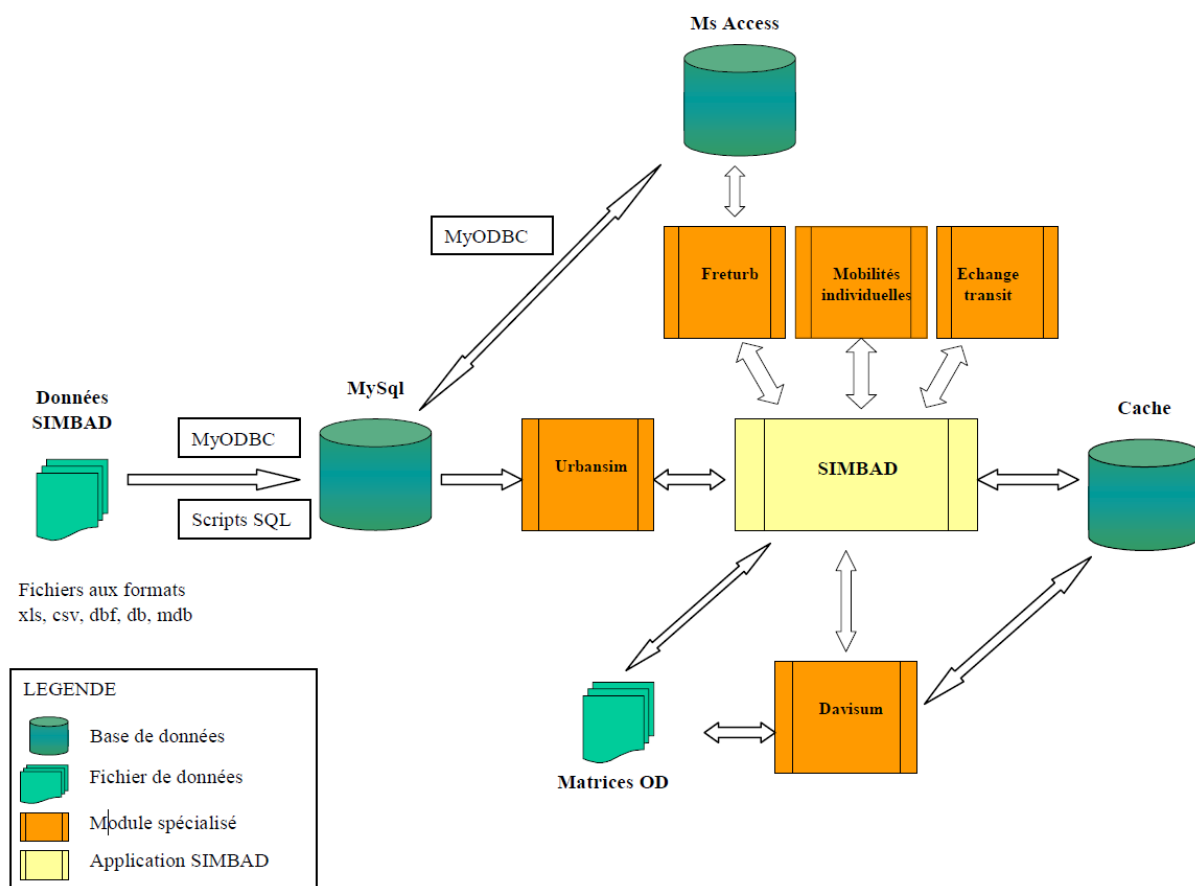 Ms Access
MyODBC
Freturb
Mobilités
individuelles
Echange
transit
Données
SIMBAD
MySql
Cache
MyODBC
Scripts SQL
Urbansim
SIMBAD
Fichiers aux formats
xls, csv, dbf, db, mdb
Davisum
Matrices OD
LEGENDE
Base de données
Fichier de données
Module spécialisé
Application SIMBAD